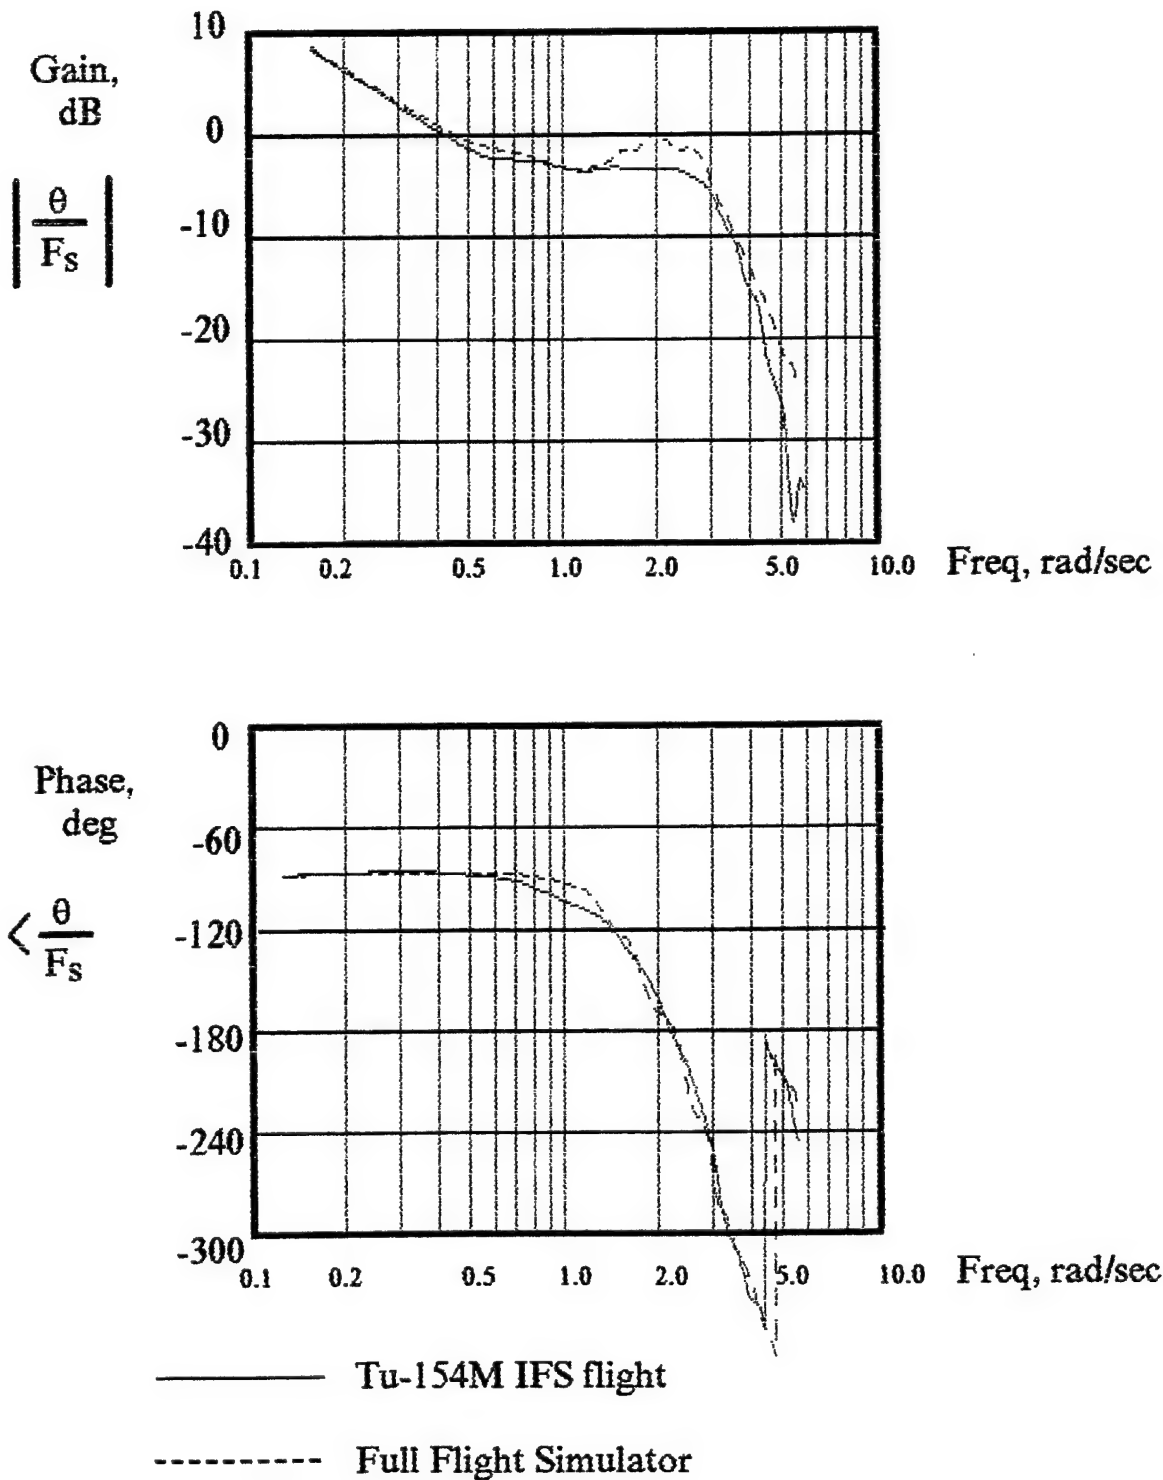 10
Gain,
dB
0
θ
Fs
-10
-20
-30
-40
0.1 0.2 0.5 1.0 2.0 5.0 10.0 Freq, rad/sec
0
Phase,
deg
-60
< θ
Fs
-120
-180
-240
-300
0.1 0.2 0.5 1.0 2.0 5.0 10.0 Freq, rad/sec
Tu-154M IFS flight
Full Flight Simulator